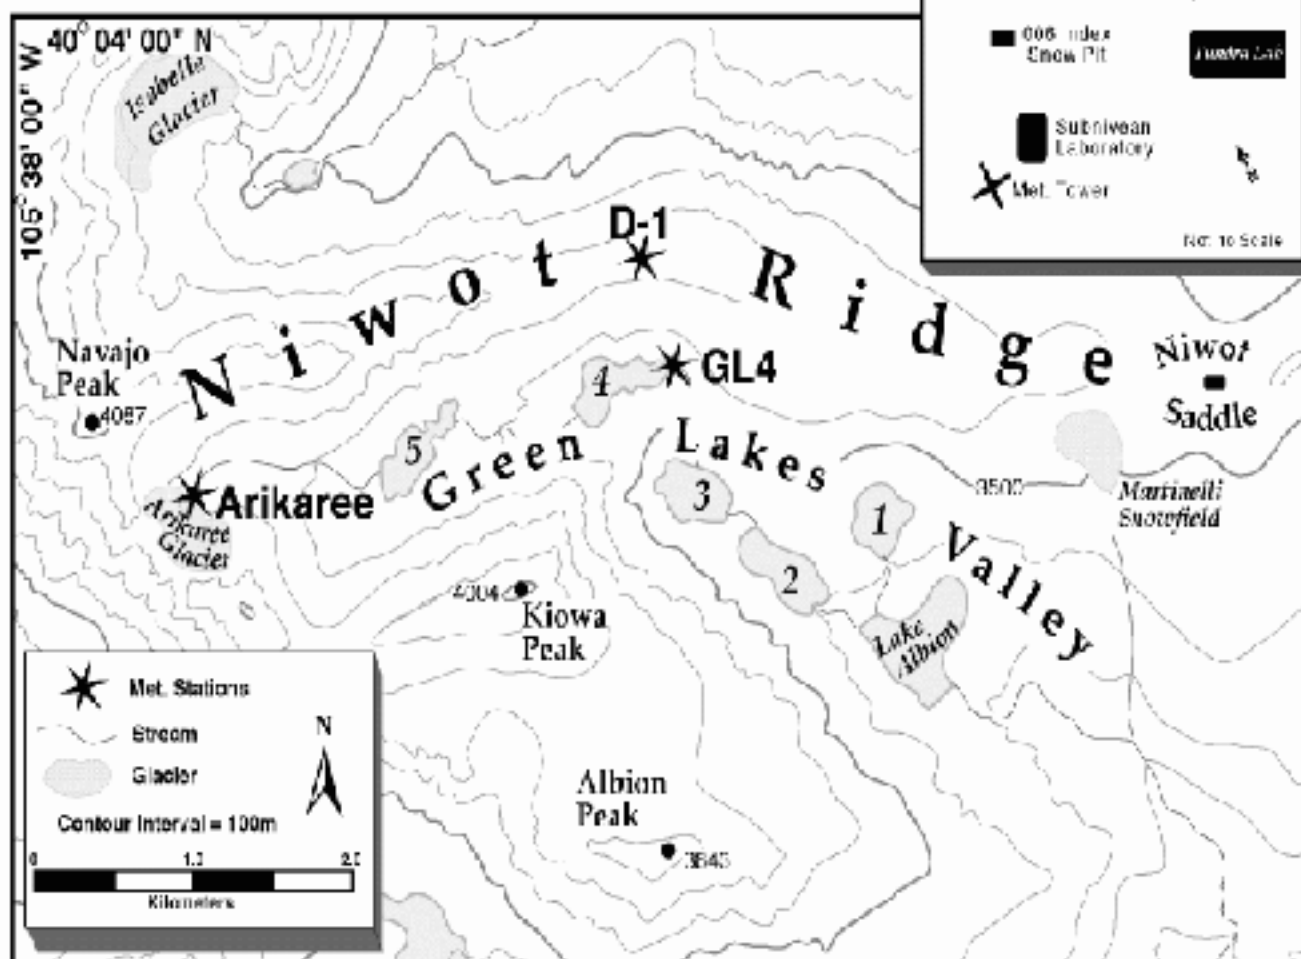 40° 04' 00" N
105° 38' 00" W
Isabelle
Glacier
Snow Pit
Tundra Lab
Subnivean
Laboratory
Met. Tower
Not to Scale
D-1
Niwot Ridge
Navajo
Peak
4087
Niwot
Saddle
4
GL4
5
Green Lakes Valley
Arikaree
Arikaree
Glacier
3
1
2
3500
Martinelli
Snowfield
4004
Kiowa
Peak
Lake
Albion
Albion
Peak
Met. Stations
Stream
Glacier
N
Contour Interval = 100m
0 1.0 2.0
Kilometers